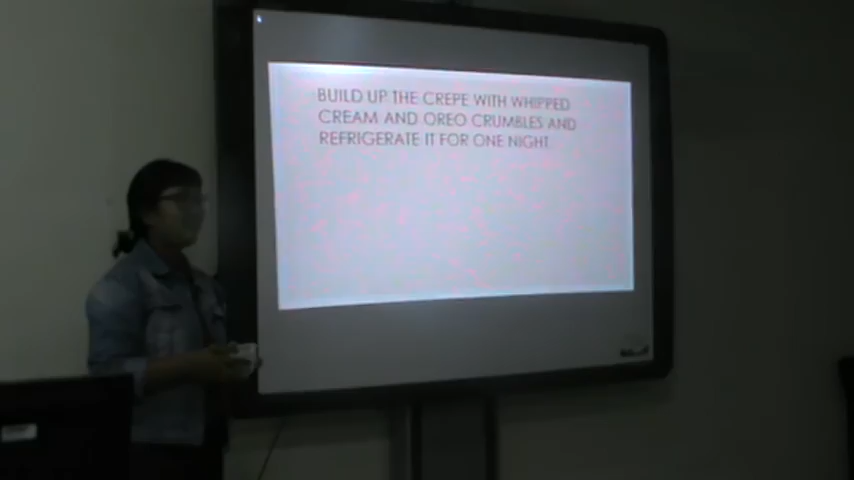 BUILD UP THE CREPE WITH WHIPPED
CREAM AND OREO CRUMBLES AND
REFRIGERATE IT FOR ONE NIGHT